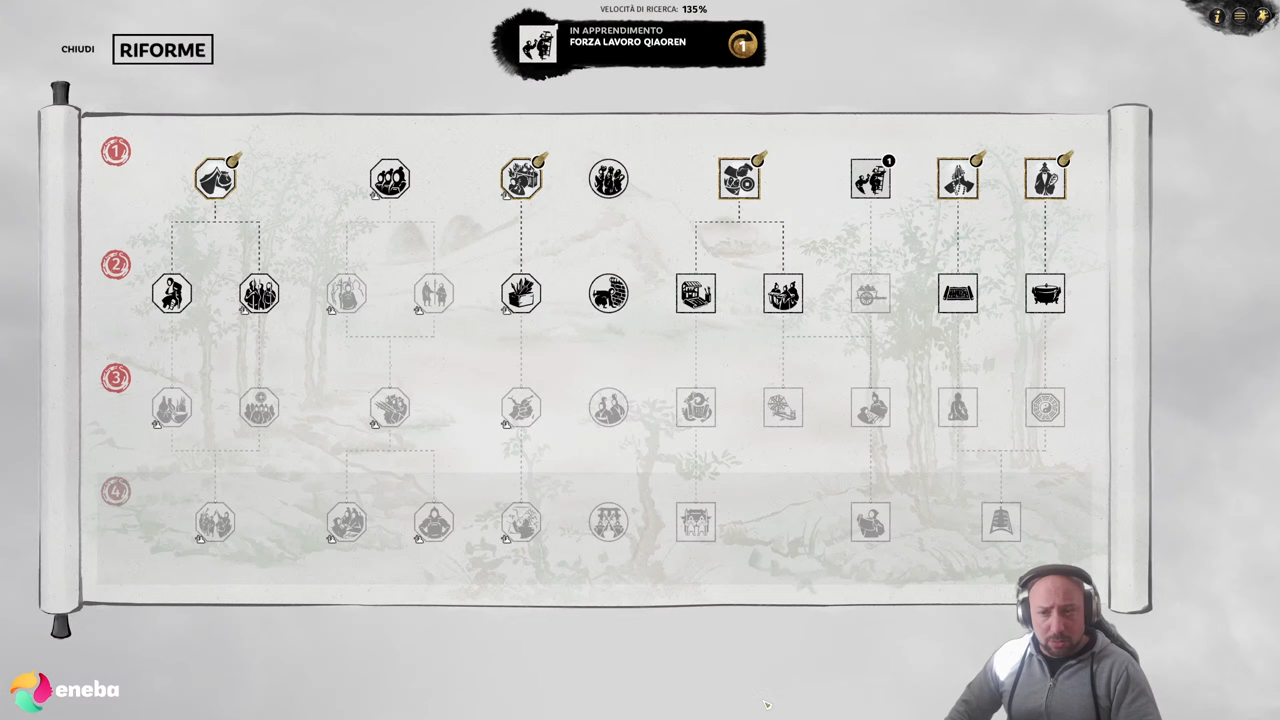 VELOCITÀ DI RICERCA: 135%
IN APPRENDIMENTO
FORZA LAVORO QIAOREN
1
CHIUDI
RIFORME
1
1
2
3
4
eneba